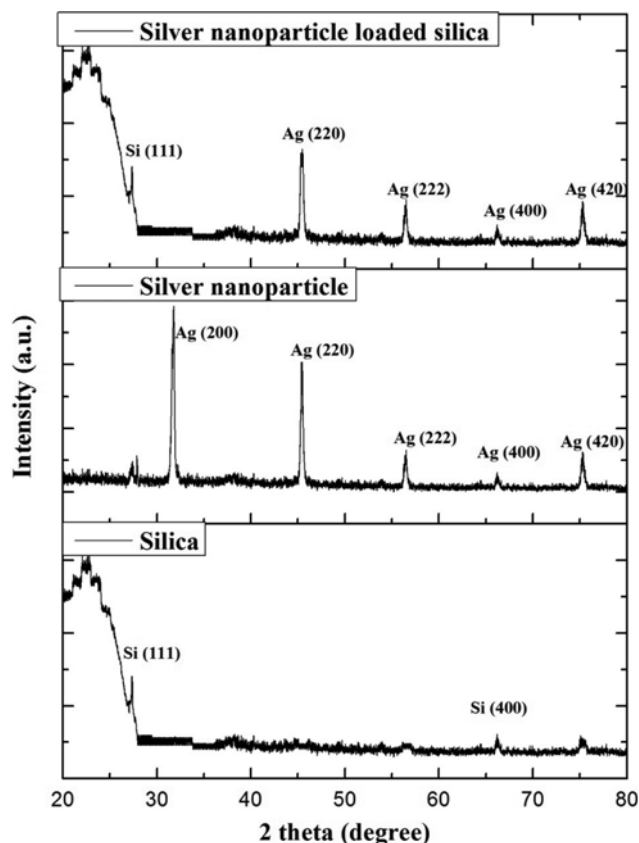 Silver nanoparticle loaded silica
Si (111)
Ag (220)
Ag (222)
Ag (400)
Ag (420)
Silver nanoparticle
Ag (200)
Ag (220)
Ag (222)
Ag (400)
Ag (420)
Silica
Si (111)
Si (400)
Intensity (a.u.)
20 30 40 50 60 70 80
2 theta (degree)